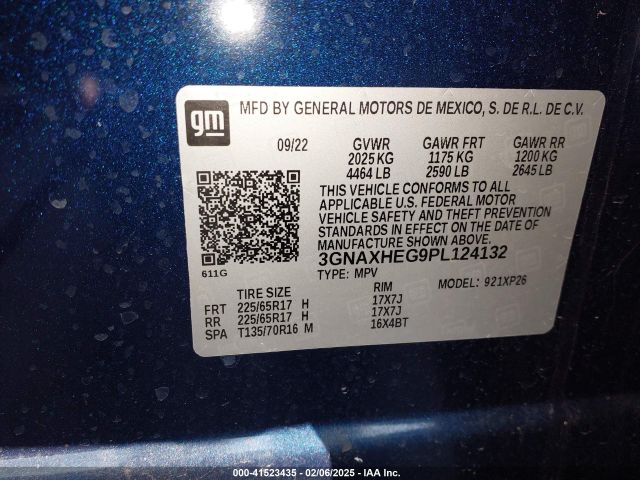 gm
MFD BY GENERAL MOTORS DE MEXICO, S. DE R.L. DE C.V.
09/22 GVWR GAWR FRT GAWR RR
2025 KG 1175 KG 1200 KG
4464 LB 2590 LB 2645 LB
THIS VEHICLE CONFORMS TO ALL
APPLICABLE U.S. FEDERAL MOTOR
VEHICLE SAFETY AND THEFT PREVENTION
STANDARDS IN EFFECT ON THE DATE OF
MANUFACTURE SHOWN ABOVE.
3GNAXHEG9PL124132
611G
TYPE: MPV MODEL: 921XP26
TIRE SIZE RIM
FRT 225/65R17 H 17X7J
RR 225/65R17 H 17X7J
SPA T135/70R16 M 16X4BT
000-41523435 - 02/06/2025 - IAA Inc.